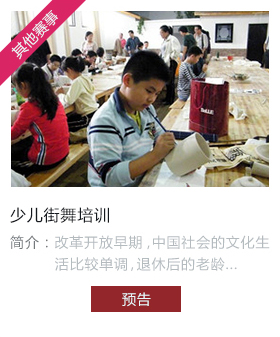 其他赛事
少儿街舞培训
简介：改革开放早期,中国社会的文化生
活比较单调,退休后的老龄...
预告